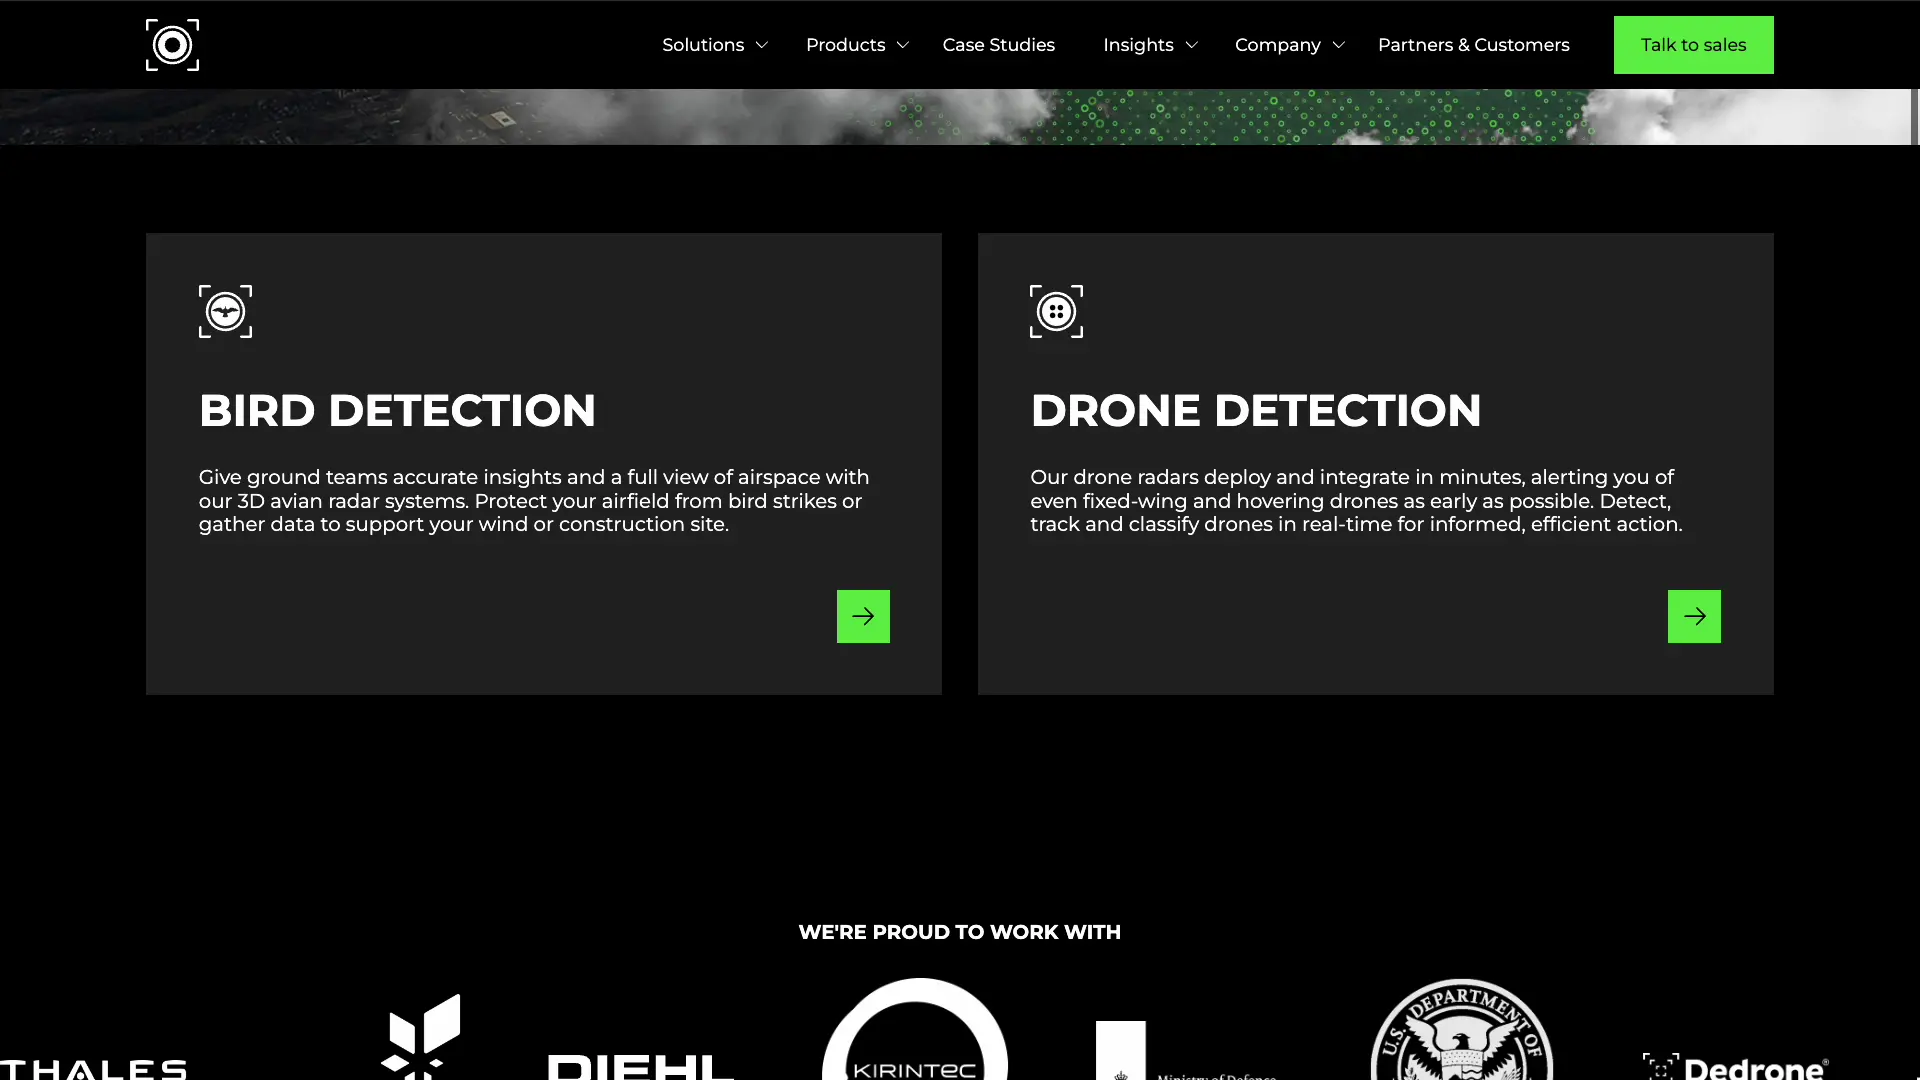 Solutions
Products
Case Studies
Insights
Company
Partners & Customers
Talk to sales
BIRD DETECTION
Give ground teams accurate insights and a full view of airspace with
our 3D avian radar systems. Protect your airfield from bird strikes or
gather data to support your wind or construction site.
DRONE DETECTION
Our drone radars deploy and integrate in minutes, alerting you of
even fixed-wing and hovering drones as early as possible. Detect,
track and classify drones in real-time for informed, efficient action.
WE'RE PROUD TO WORK WITH
THALES
DIEHL
KIRINTEC
Ministry of Defence
U.S. DEPARTMENT OF
Dedrone®